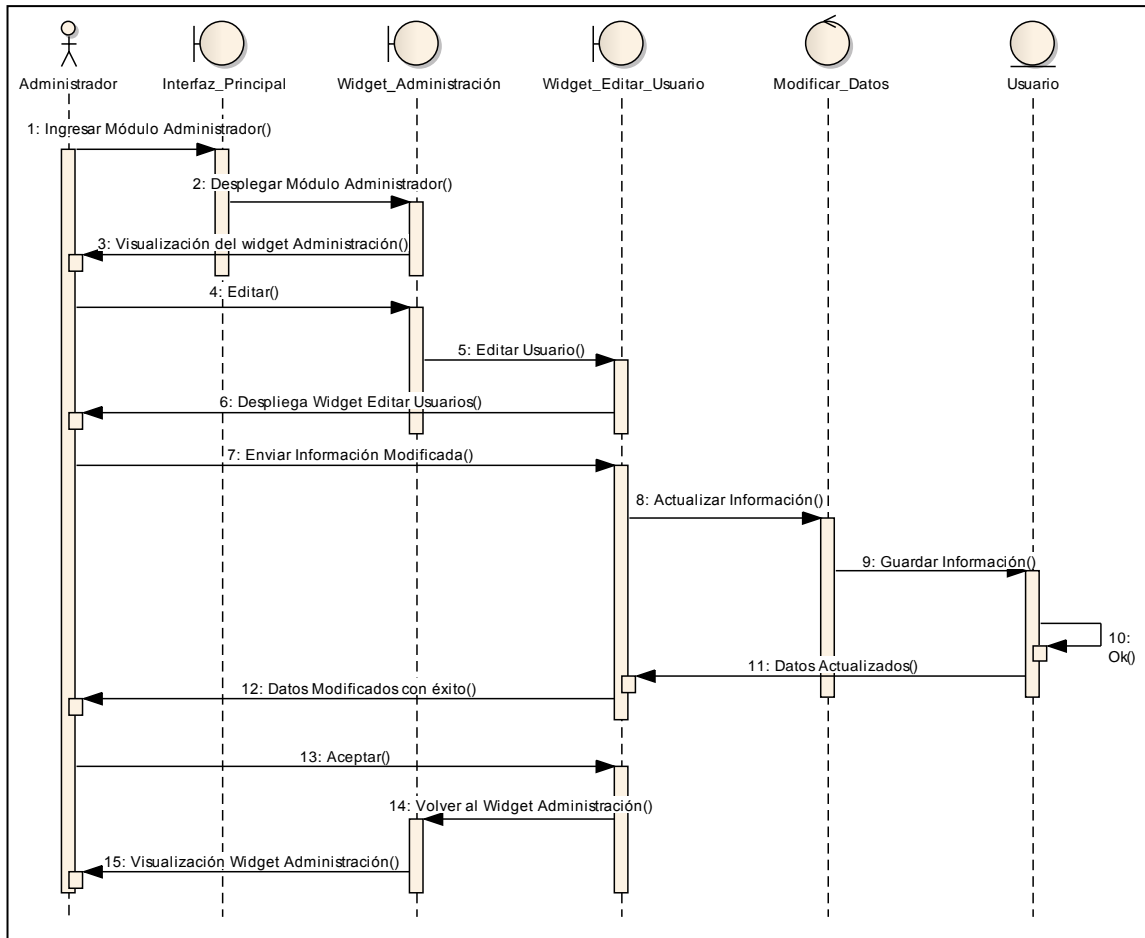 Administrador
Interfaz_Principal
Widget_Administración
Widget_Editar_Usuario
Modificar_Datos
Usuario
1: Ingresar Módulo Administrador()
2: Desplegar Módulo Administrador()
3: Visualización del widget Administración()
4: Editar()
5: Editar Usuario()
6: Despliega Widget Editar Usuarios()
7: Enviar Información Modificada()
8: Actualizar Información()
9: Guardar Información()
10:
Ok()
11: Datos Actualizados()
12: Datos Modificados con éxito()
13: Aceptar()
14: Volver al Widget Administración()
15: Visualización Widget Administración()